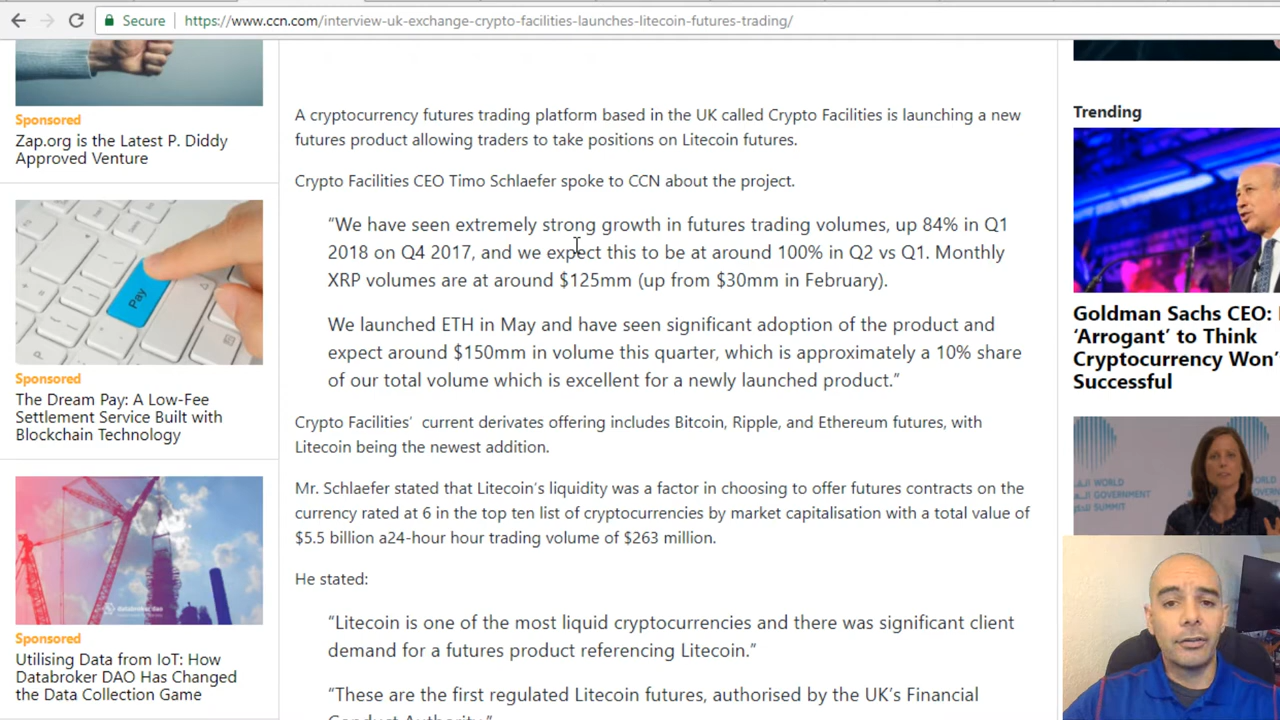 Secure
https://www.ccn.com/interview-uk-exchange-crypto-facilities-launches-litecoin-futures-trading/
Sponsored
Zap.org is the Latest P. Diddy
Approved Venture
Pay
Sponsored
The Dream Pay: A Low-Fee
Settlement Service Built with
Blockchain Technology
Sponsored
Utilising Data from IoT: How
Databroker DAO Has Changed
the Data Collection Game
A cryptocurrency futures trading platform based in the UK called Crypto Facilities is launching a new
futures product allowing traders to take positions on Litecoin futures.
Crypto Facilities CEO Timo Schlaefer spoke to CCN about the project.
“We have seen extremely strong growth in futures trading volumes, up 84% in Q1
2018 on Q4 2017, and we expect this to be at around 100% in Q2 vs Q1. Monthly
XRP volumes are at around $125mm (up from $30mm in February).
We launched ETH in May and have seen significant adoption of the product and
expect around $150mm in volume this quarter, which is approximately a 10% share
of our total volume which is excellent for a newly launched product.”
Crypto Facilities’ current derivates offering includes Bitcoin, Ripple, and Ethereum futures, with
Litecoin being the newest addition.
Mr. Schlaefer stated that Litecoin’s liquidity was a factor in choosing to offer futures contracts on the
currency rated at 6 in the top ten list of cryptocurrencies by market capitalisation with a total value of
$5.5 billion a24-hour hour trading volume of $263 million.
He stated:
“Litecoin is one of the most liquid cryptocurrencies and there was significant client
demand for a futures product referencing Litecoin.”
“These are the first regulated Litecoin futures, authorised by the UK’s Financial
Conduct Authority.”
Trending
Goldman Sachs CEO:
‘Arrogant’ to Think
Cryptocurrency Won’
Successful
WORLD
GOVERNMENT
SUMMIT